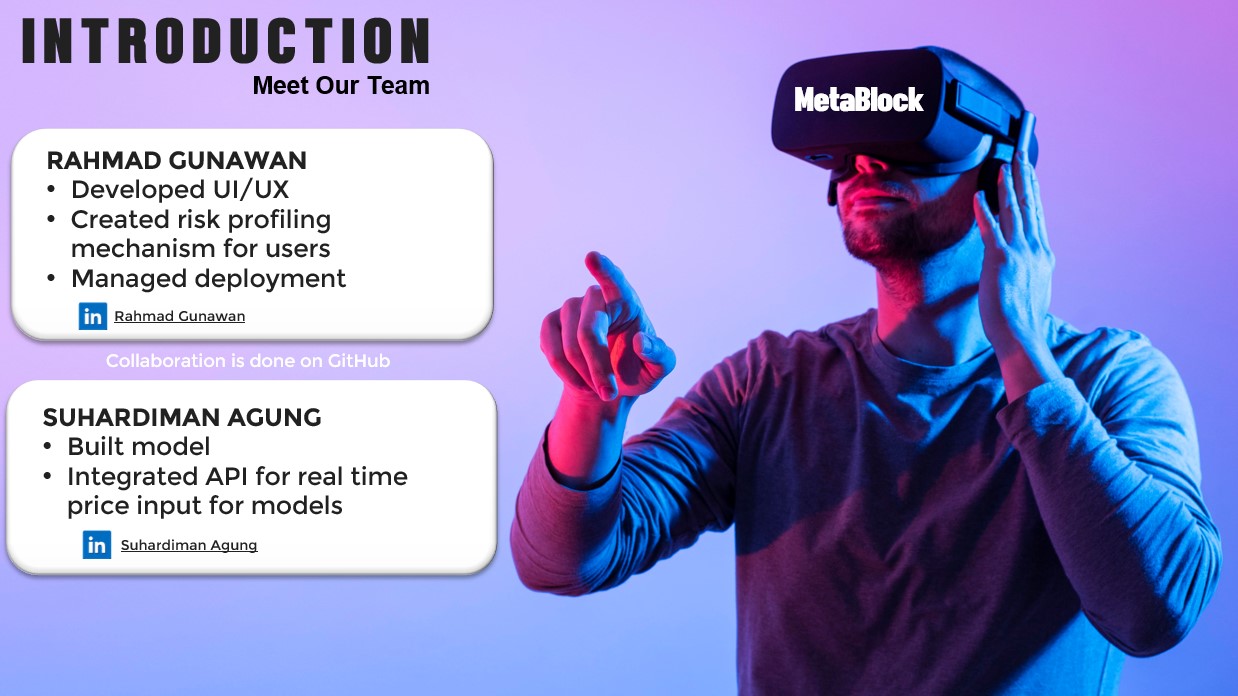 INTRODUCTION
Meet Our Team
MetaBlock
RAHMAD GUNAWAN
• Developed UI/UX
• Created risk profiling
mechanism for users
• Managed deployment
in Rahmad Gunawan
Collaboration is done on GitHub
SUHARDIMAN AGUNG
• Built model
• Integrated API for real time
price input for models
in Suhardiman Agung